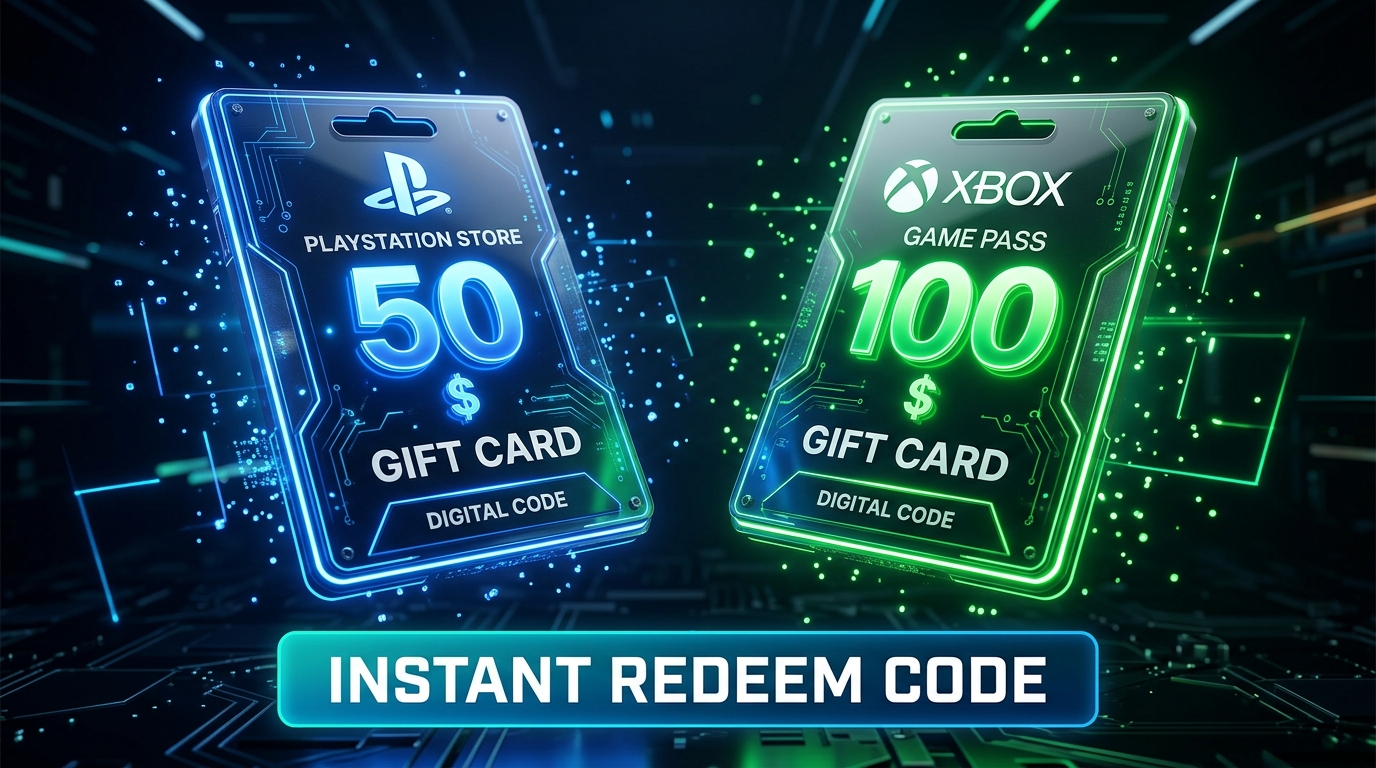 PLAYSTATION STORE
50
$
GIFT CARD
DIGITAL CODE
XBOX
GAME PASS
100
$
GIFT CARD
DIGITAL CODE
INSTANT REDEEM CODE